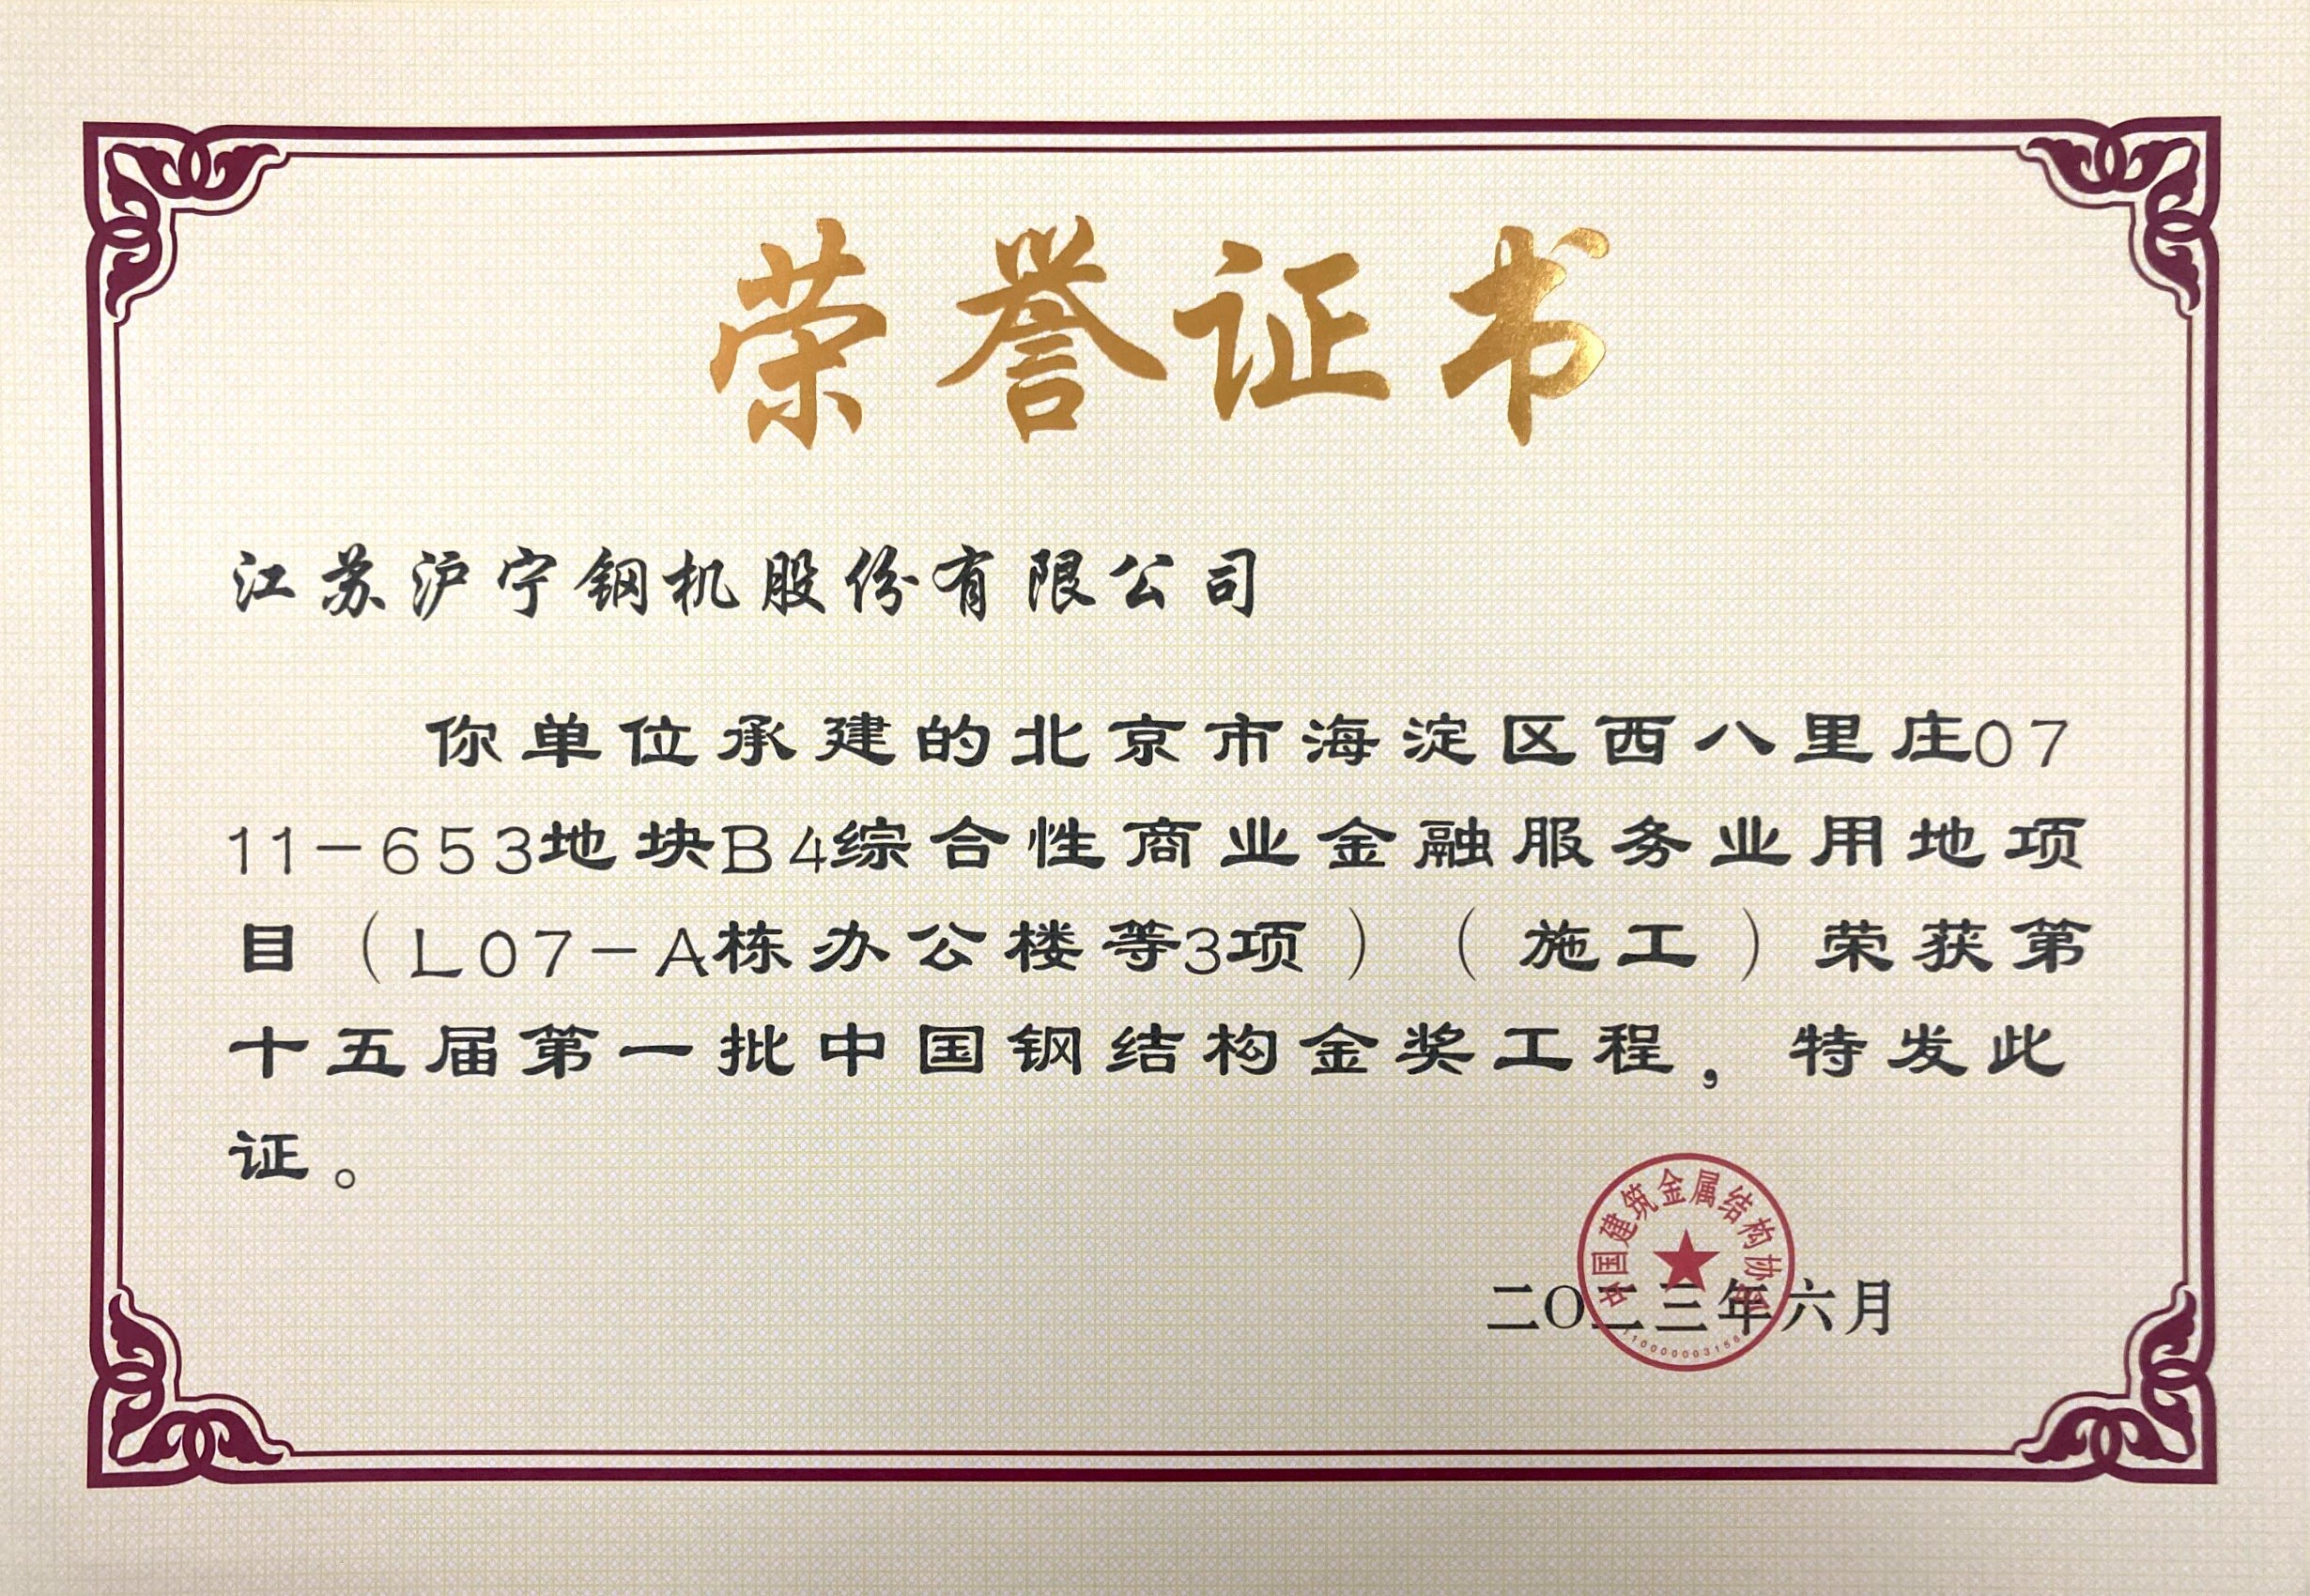 荣誉证书
江苏沪宁钢机股份有限公司
你单位承建的北京市海淀区西八里庄07
11-653地块B4综合性商业金融服务业用地项
目（L07-A栋办公楼等3项）（施工）荣获第
十五届第一批中国钢结构金奖工程，特发此
证。
中国建筑金属结构协会
二〇二三年六月